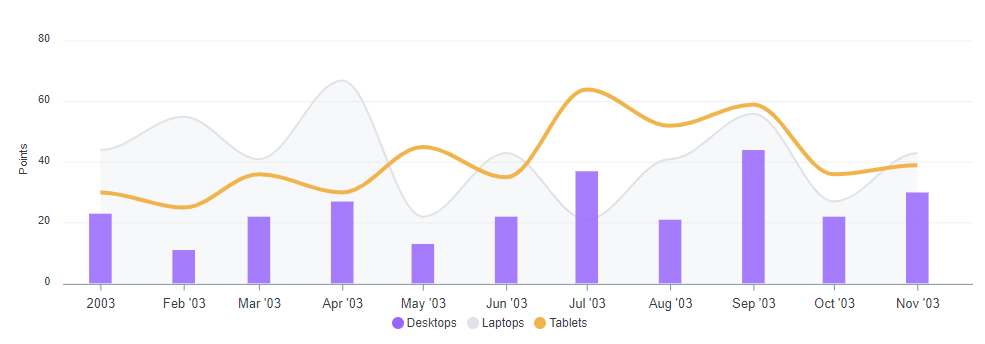 80
60
40
20
0
Points
2003 Feb '03 Mar '03 Apr '03 May '03 Jun '03 Jul '03 Aug '03 Sep '03 Oct '03 Nov '03
Desktops Laptops Tablets